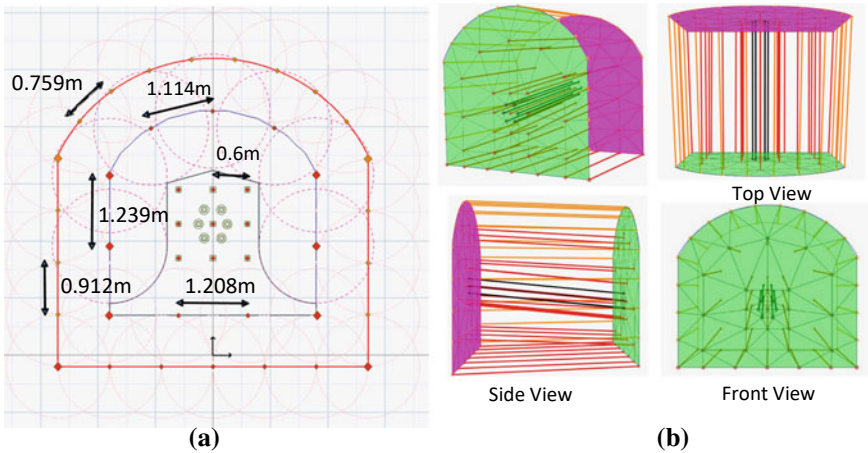 0.759m
1.114m
0.6m
1.239m
0.912m
1.208m
(a)
Top View
Side View
Front View
(b)